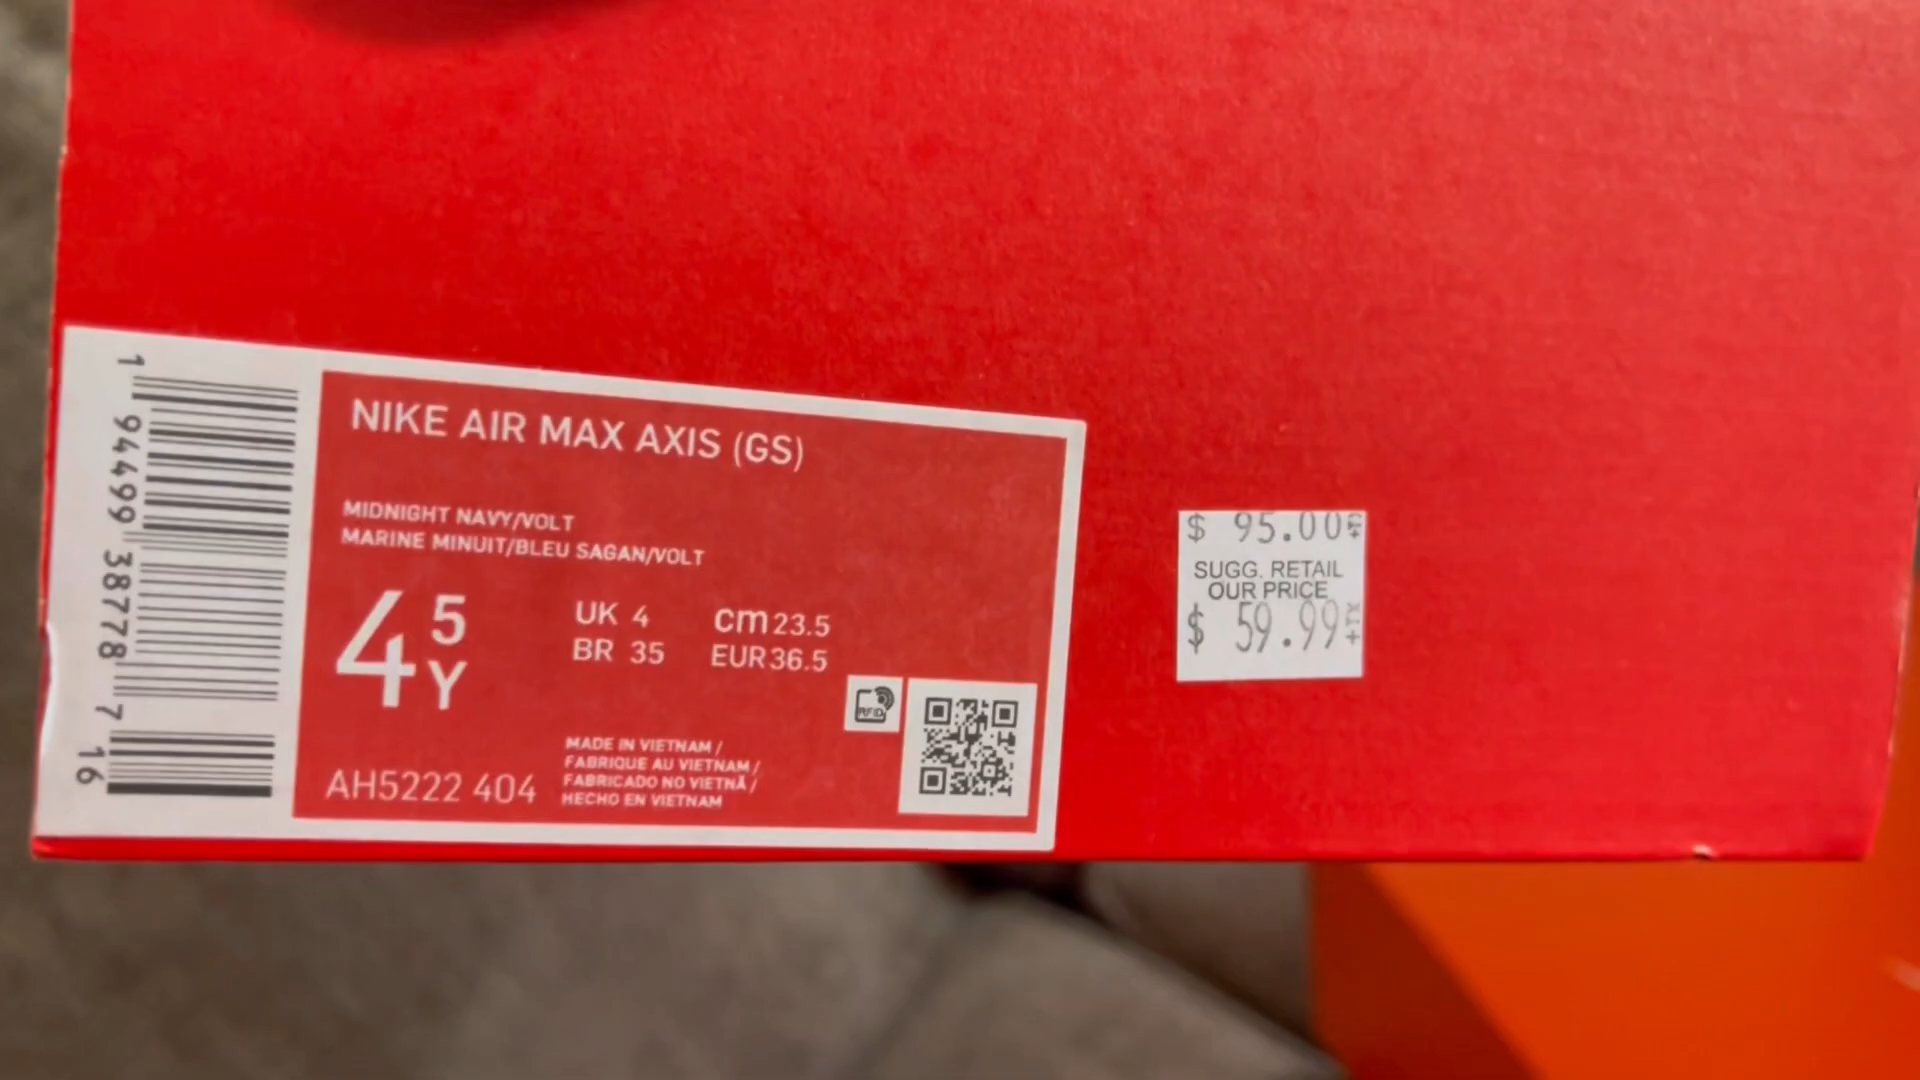 1 94499 38778 7 16
NIKE AIR MAX AXIS (GS)
MIDNIGHT NAVY/VOLT
MARINE MINUIT/BLEU SAGAN/VOLT
4 5 Y
UK 4 cm 23.5
BR 35 EUR 36.5
RFID
AH5222 404
MADE IN VIETNAM /
FABRIQUE AU VIETNAM /
FABRICADO NO VIETNÃ /
HECHO EN VIETNAM
$ 95.00
SUGG. RETAIL
OUR PRICE
$ 59.99